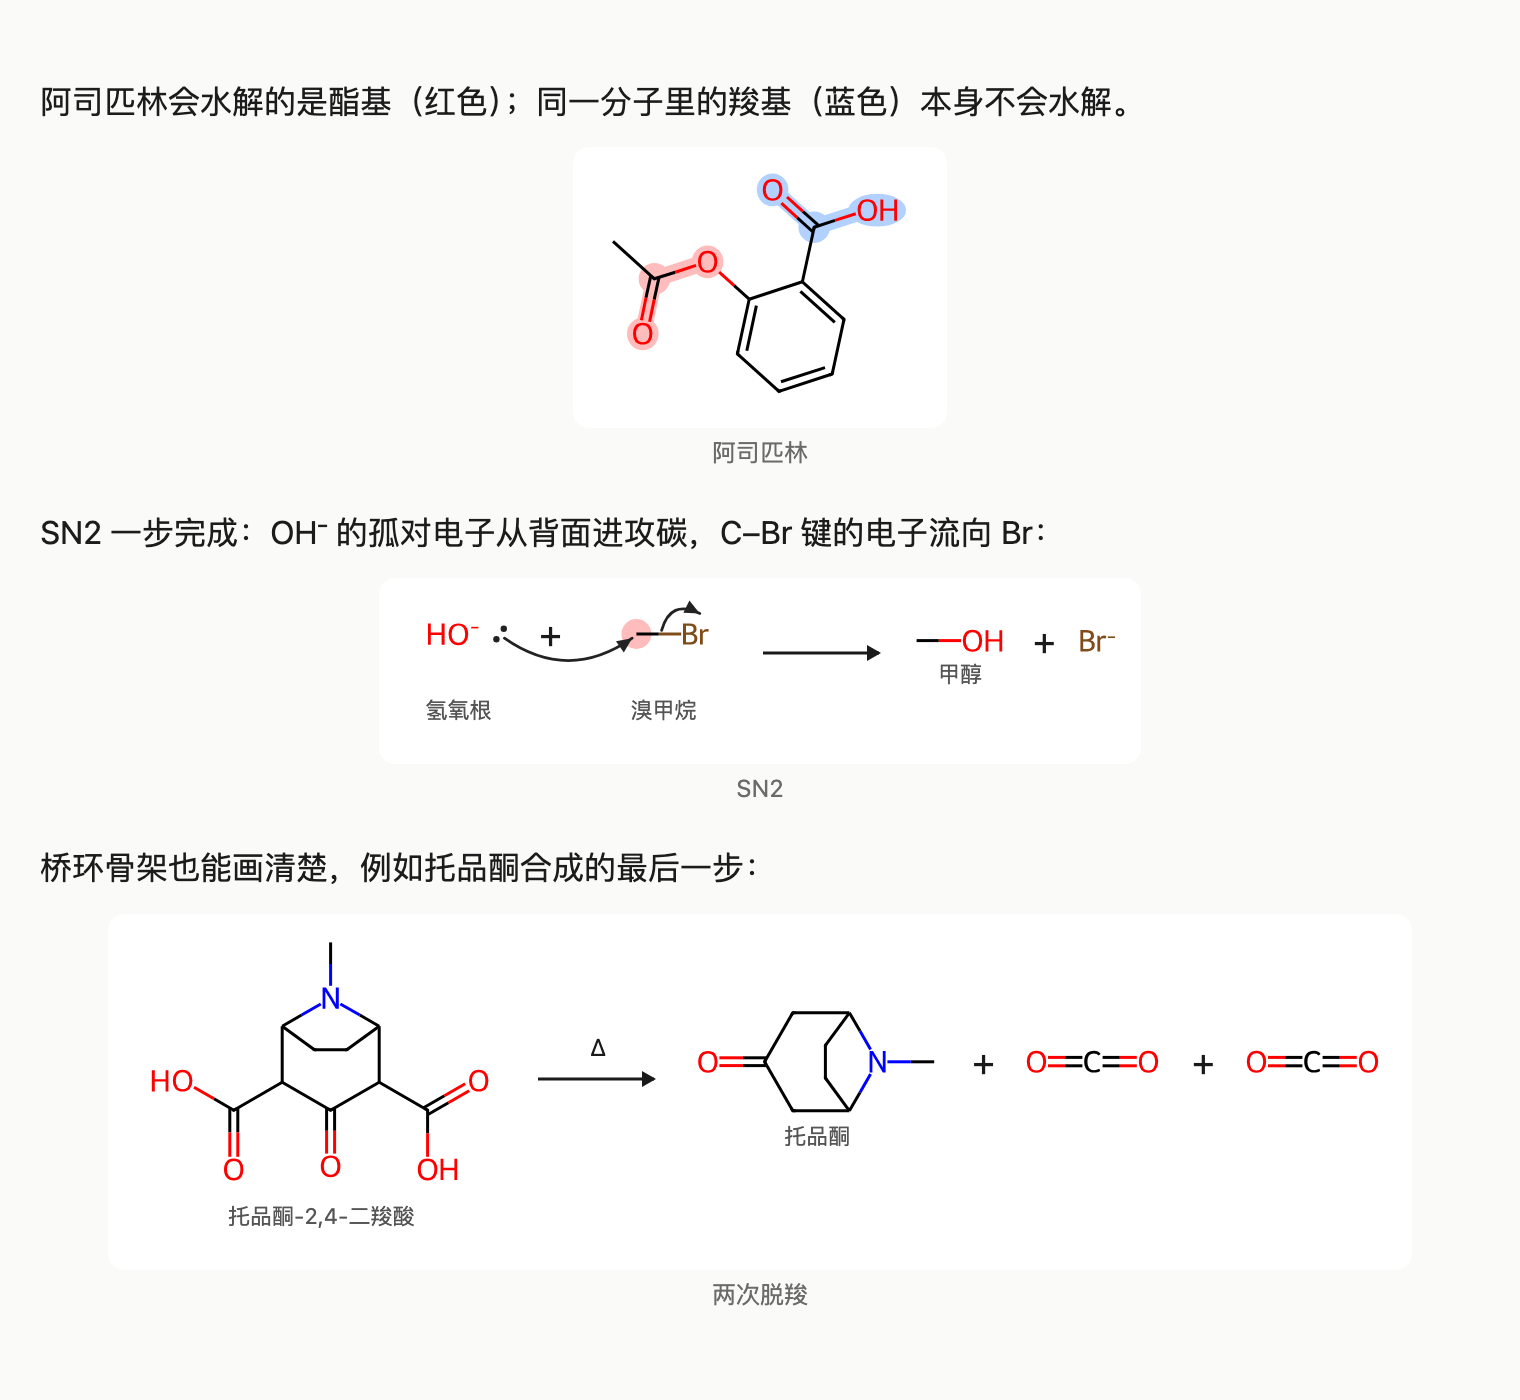 阿司匹林会水解的是酯基（红色）；同一分子里的羧基（蓝色）本身不会水解。
O
OH
O
O
阿司匹林
SN2 一步完成：OH⁻ 的孤对电子从背面进攻碳，C–Br 键的电子流向 Br：
HO⁻ + Br OH + Br⁻
甲醇
氢氧根 溴甲烷
SN2
桥环骨架也能画清楚，例如托品酮合成的最后一步：
N
Δ
O N + O C O + O C O
HO O
托品酮
O O OH
托品酮-2,4-二羧酸
两次脱羧